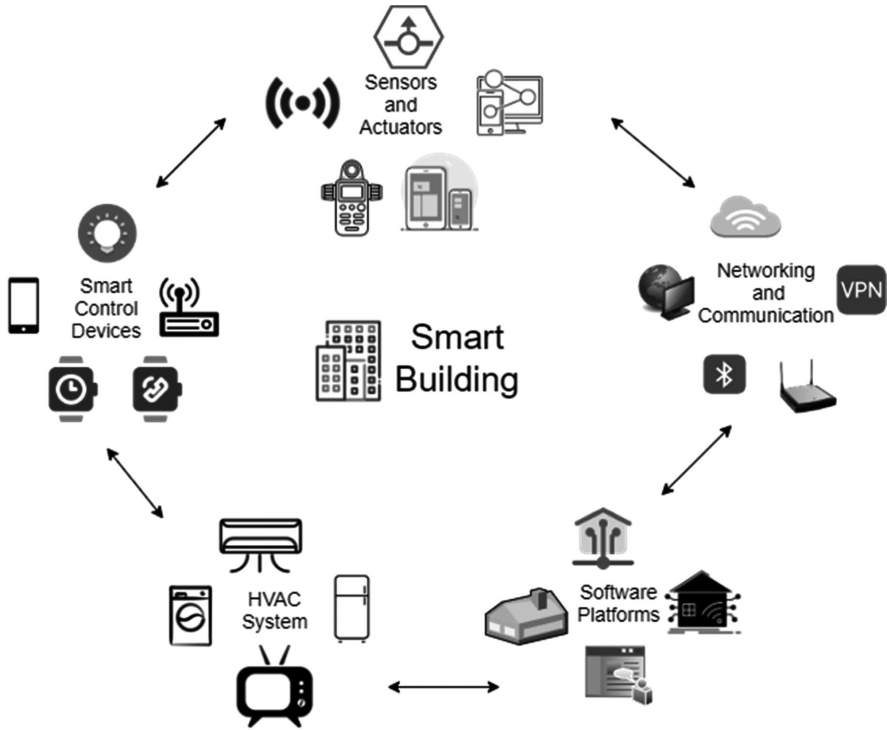 Sensors
and
Actuators
Networking
and
Communication
VPN
Smart
Control
Devices
Smart
Building
HVAC
System
Software
Platforms